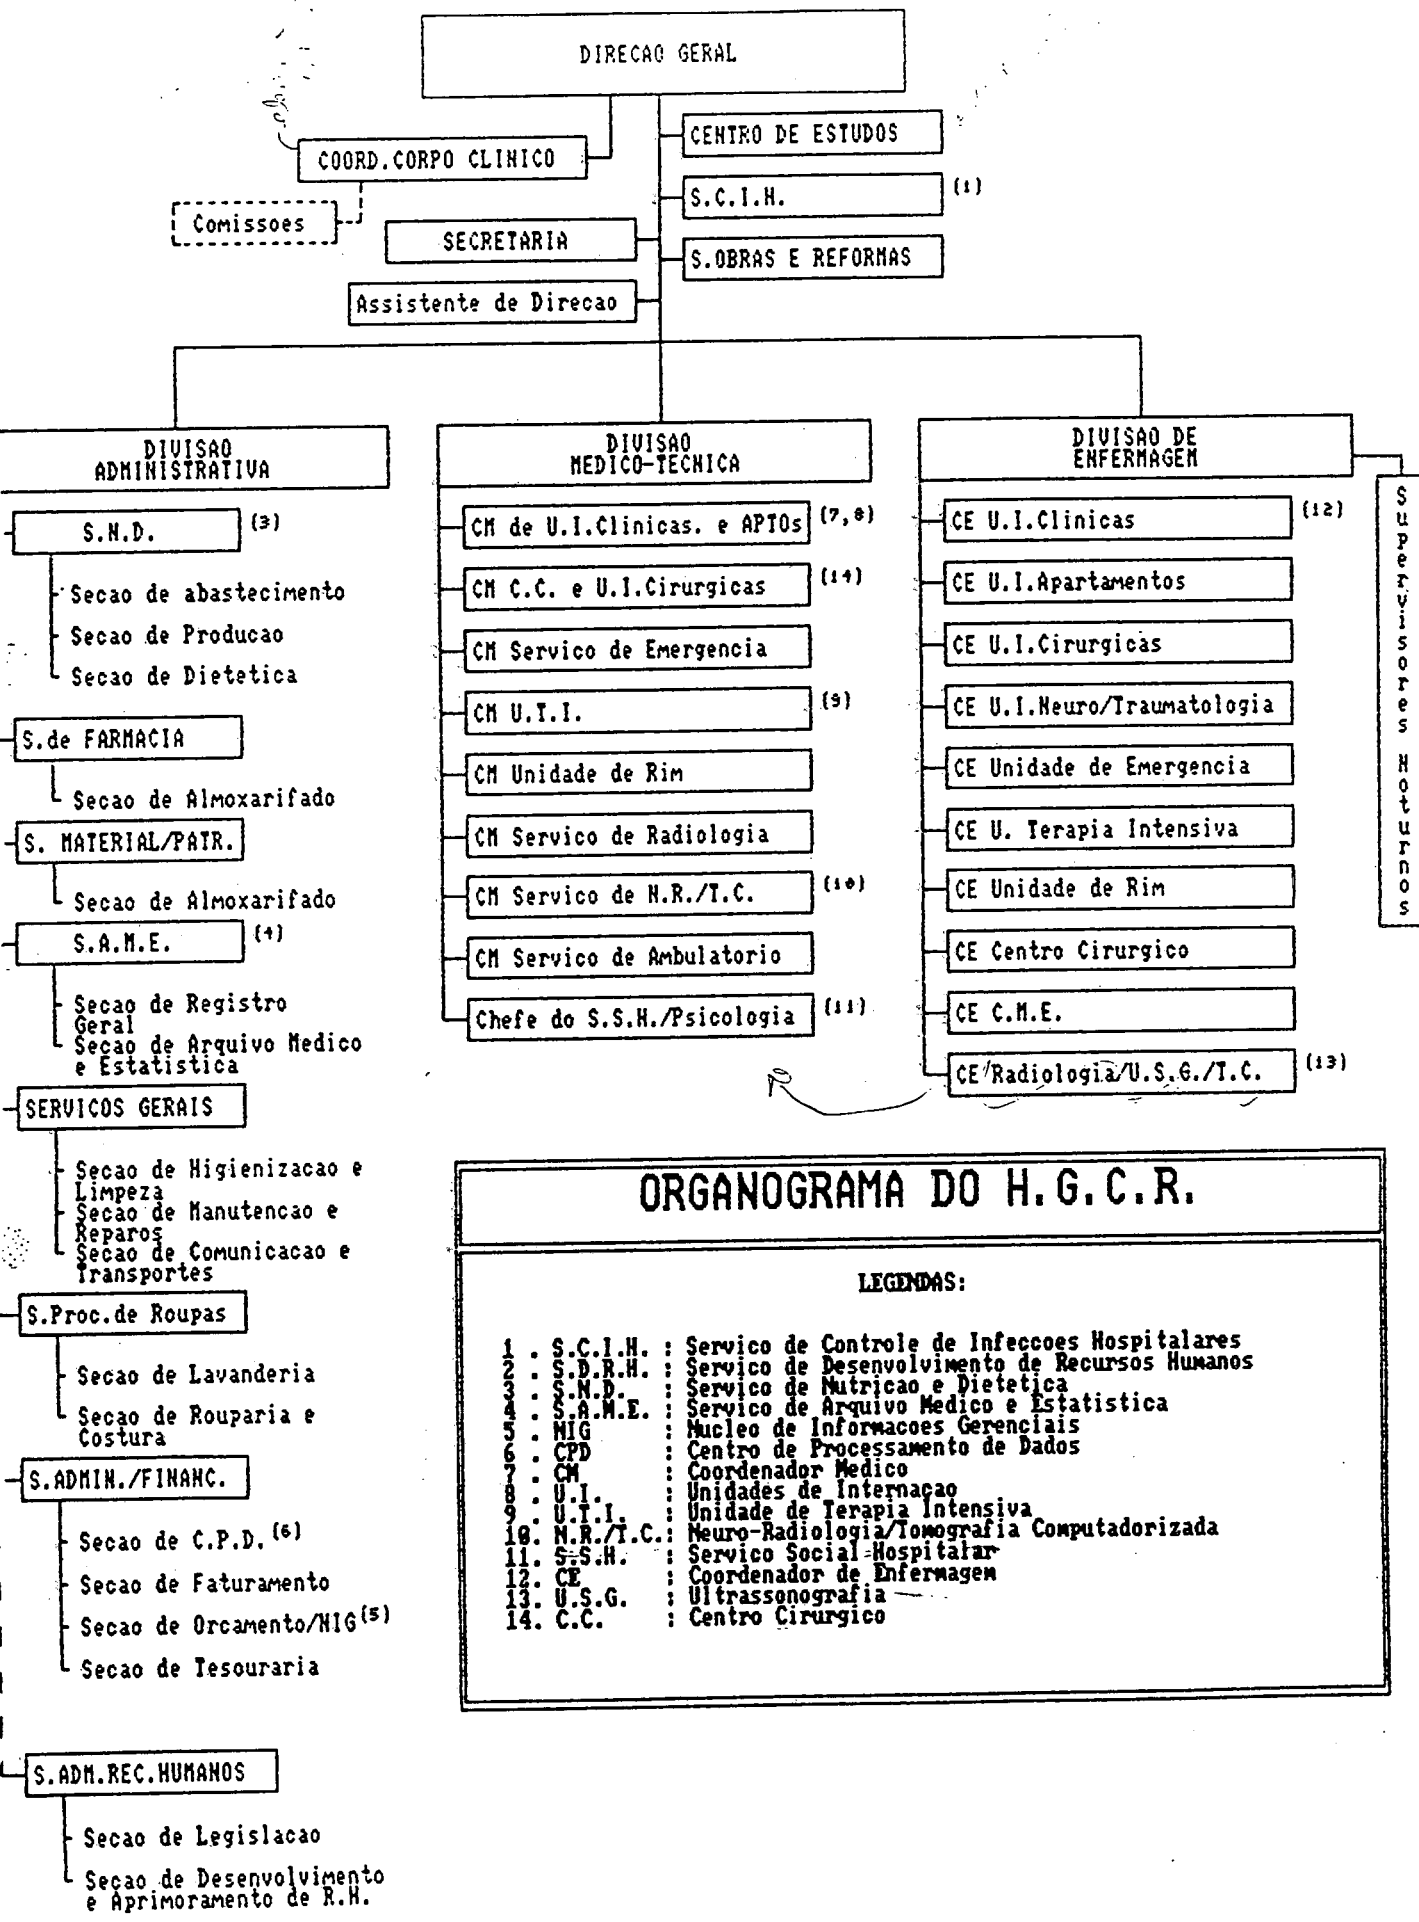 DIRECAO GERAL
CENTRO DE ESTUDOS
COORD.CORPO CLINICO
S.C.I.H. (1)
Comissoes
SECRETARIA
S.OBRAS E REFORMAS
Assistente de Direcao
DIVISAO
ADMINISTRATIVA
S.N.D. (3)
Secao de abastecimento
Secao de Producao
Secao de Dietetica
S.de FARMACIA
Secao de Almoxarifado
S. MATERIAL/PATR.
Secao de Almoxarifado
S.A.M.E. (4)
Secao de Registro
Geral
Secao de Arquivo Medico
e Estatistica
SERVICOS GERAIS
Secao de Higienizacao e
Limpeza
Secao de Manutencao e
Reparos
Secao de Comunicacao e
Transportes
S.Proc.de Roupas
Secao de Lavanderia
Secao de Rouparia e
Costura
S.ADMIN./FINANC.
Secao de C.P.D. (6)
Secao de Faturamento
Secao de Orcamento/NIG (5)
Secao de Tesouraria
S.ADM.REC.HUMANOS
Secao de Legislacao
Secao de Desenvolvimento
e Aprimoramento de R.H.
DIVISAO
MEDICO-TECNICA
CM de U.I.Clinicas. e APTOs (7,8)
CM C.C. e U.I.Cirurgicas (14)
CM Servico de Emergencia
CM U.T.I. (9)
CM Unidade de Rim
CM Servico de Radiologia
CM Servico de N.R./T.C. (10)
CM Servico de Ambulatorio
Chefe do S.S.H./Psicologia (11)
DIVISAO DE
ENFERMAGEM
CE U.I.Clinicas (12)
CE U.I.Apartamentos
CE U.I.Cirurgicas
CE U.I.Neuro/Traumatologia
CE Unidade de Emergencia
CE U. Terapia Intensiva
CE Unidade de Rim
CE Centro Cirurgico
CE C.M.E.
CE Radiologia/U.S.G./T.C. (13)
Supervisores Noturnos
ORGANOGRAMA DO H.G.C.R.
LEGENDAS:
1 . S.C.I.H. : Servico de Controle de Infeccoes Hospitalares
2 . S.D.R.H. : Servico de Desenvolvimento de Recursos Humanos
3 . S.N.D. : Servico de Nutricao e Dietetica
4 . S.A.M.E. : Servico de Arquivo Medico e Estatistica
5 . NIG : Nucleo de Informacoes Gerenciais
6 . CPD : Centro de Processamento de Dados
7 . CM : Coordenador Medico
8 . U.I. : Unidades de Internacao
9 . U.T.I. : Unidade de Terapia Intensiva
10. N.R./T.C.: Neuro-Radiologia/Tomografia Computadorizada
11. S.S.H. : Servico Social Hospitalar
12. CE : Coordenador de Enfermagem
13. U.S.G. : Ultrassonografia
14. C.C. : Centro Cirurgico